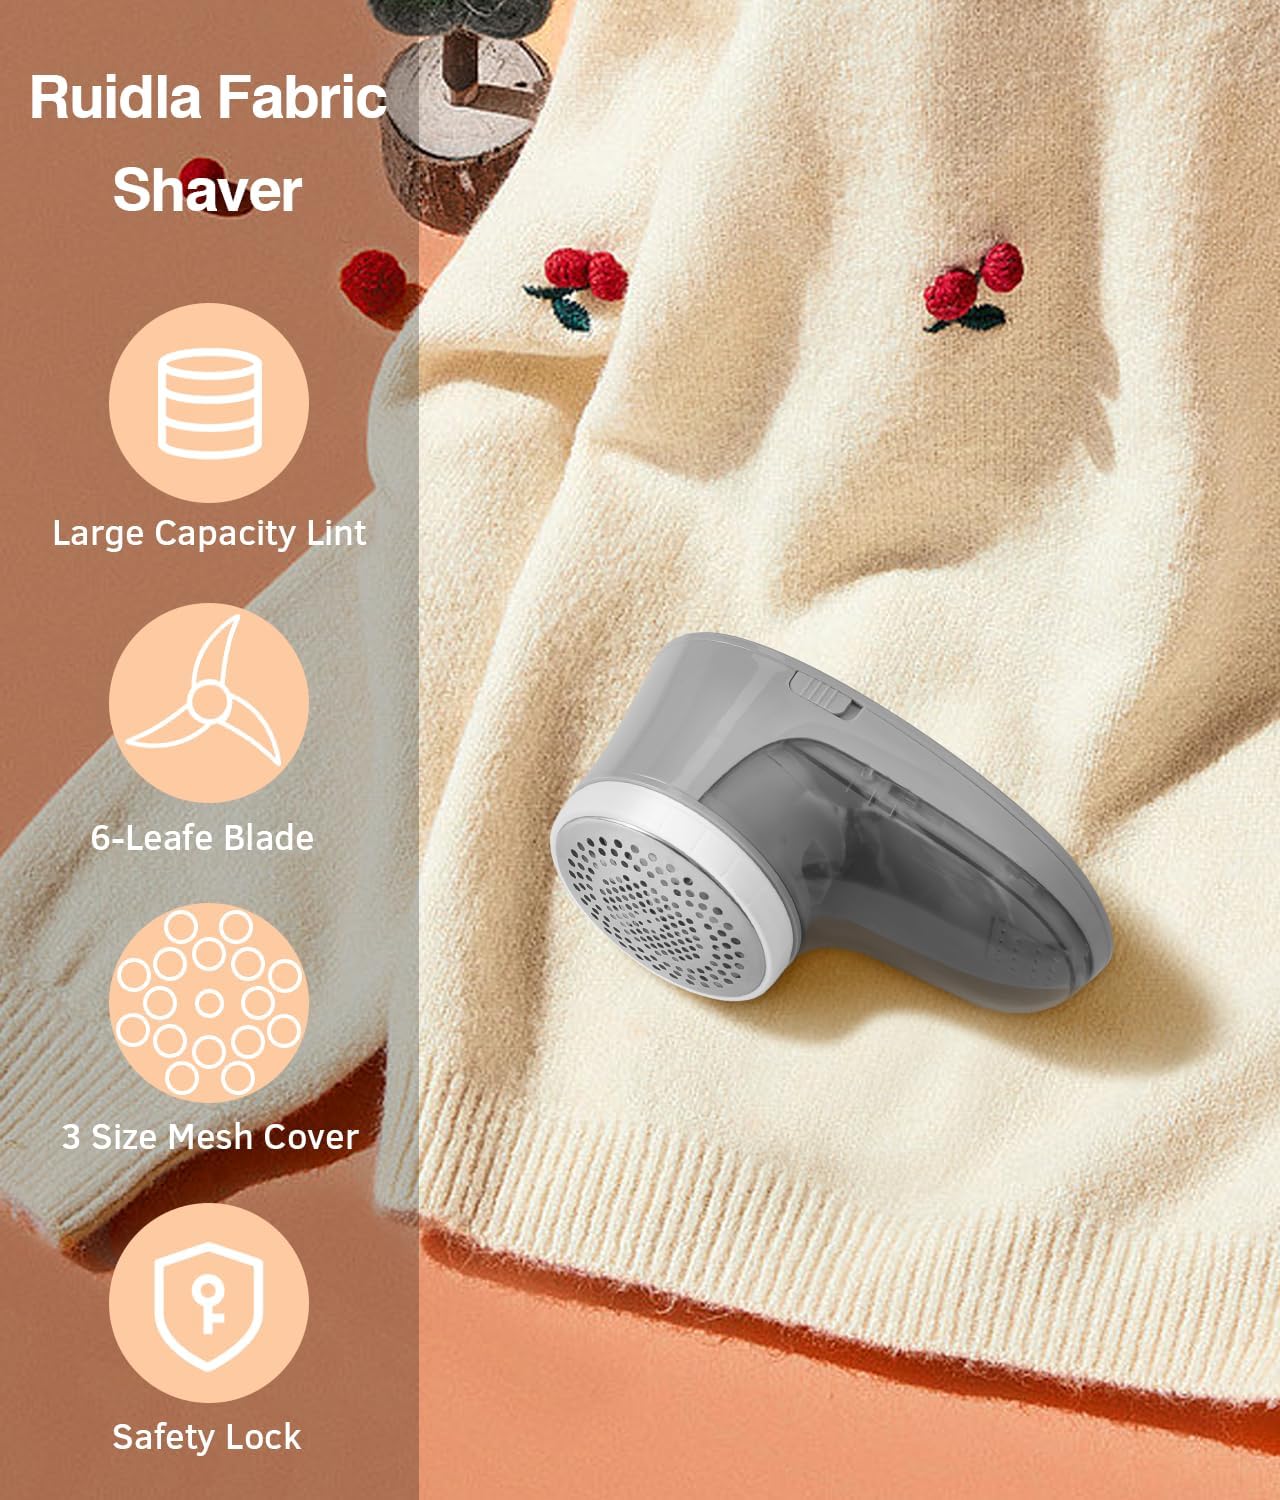 Ruidla Fabric
Shaver
Large Capacity Lint
6-Leafe Blade
3 Size Mesh Cover
Safety Lock